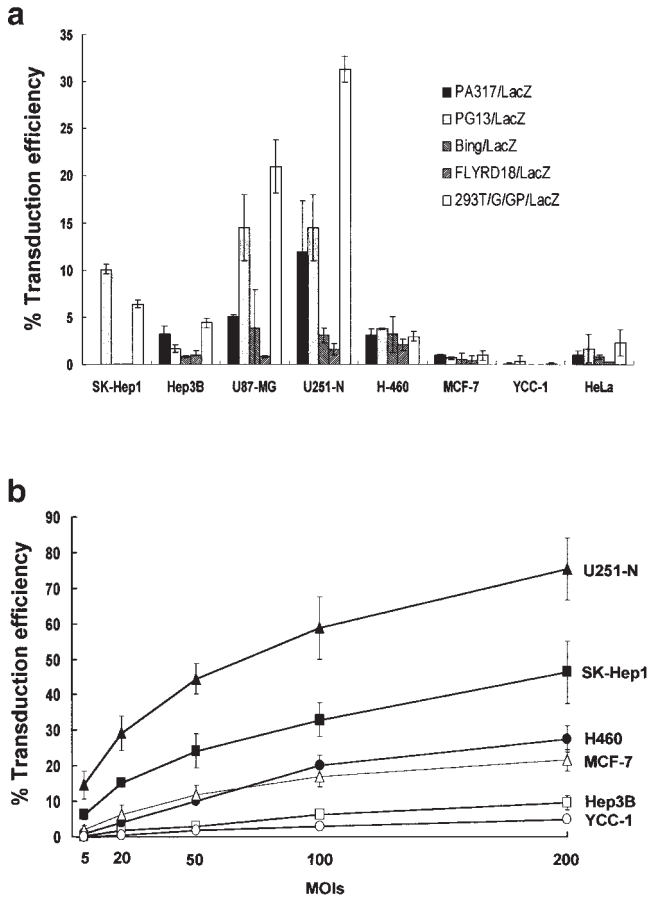 a
% Transduction efficiency
35
30
25
20
15
10
5
0
PA317/LacZ
PG13/LacZ
Bing/LacZ
FLYRD18/LacZ
293T/G/GP/LacZ
SK-Hep1 Hep3B U87-MG U251-N H-460 MCF-7 YCC-1 HeLa
b
% Transduction efficiency
90
80
70
60
50
40
30
20
10
0
U251-N
SK-Hep1
H460
MCF-7
Hep3B
YCC-1
5 20 50 100 200
MOIs